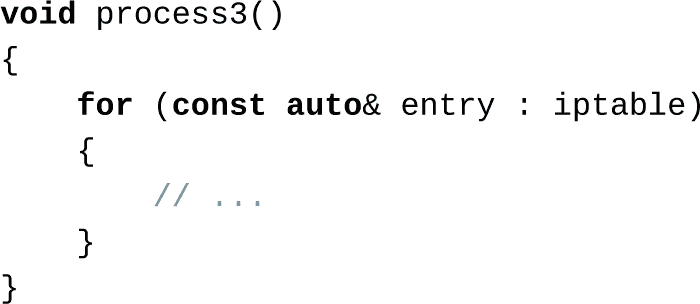 void process3()
{
    for (const auto& entry : iptable)
    {
        // ...
    }
}